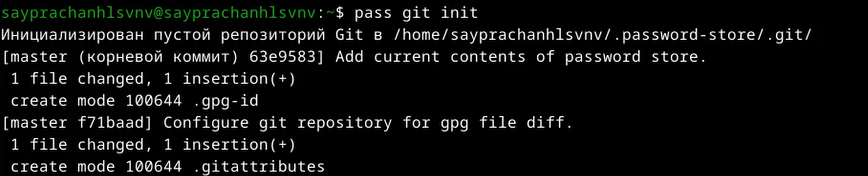 sayprachanhlsvnv@sayprachanhlsvnv:~$ pass git init
Инициализирован пустой репозиторий Git в /home/sayprachanhlsvnv/.password-store/.git/
[master (корневой коммит) 63e9583] Add current contents of password store.
 1 file changed, 1 insertion(+)
 create mode 100644 .gpg-id
[master f71baad] Configure git repository for gpg file diff.
 1 file changed, 1 insertion(+)
 create mode 100644 .gitattributes